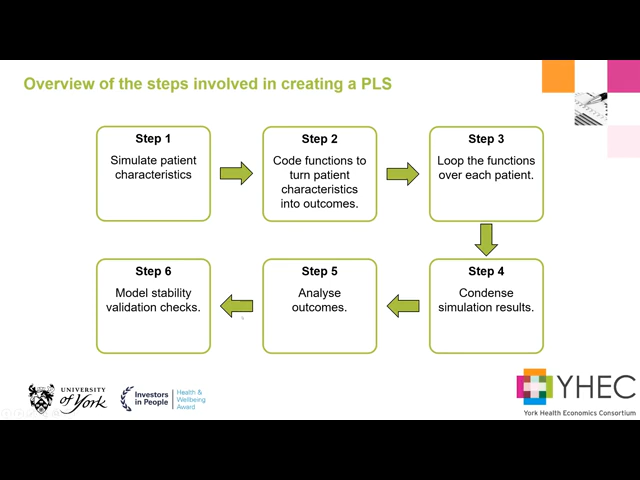 Overview of the steps involved in creating a PLS
Step 1
Simulate patient
characteristics
Step 2
Code functions to
turn patient
characteristics
into outcomes.
Step 3
Loop the functions
over each patient.
Step 6
Model stability
validation checks.
Step 5
Analyse
outcomes.
Step 4
Condense
simulation results.
UNIVERSITY
of York
Investors
in People
Health &
Wellbeing
Award
YHEC
York Health Economics Consortium